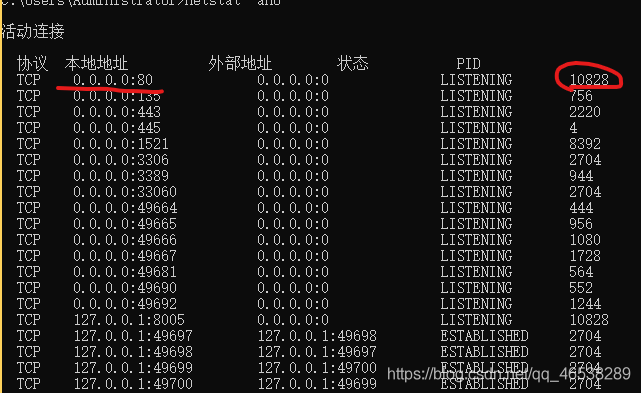 C:\Users\Administrator>netstat -ano
活动连接
协议 本地地址 外部地址 状态 PID
TCP 0.0.0.0:80 0.0.0.0:0 LISTENING 10828
TCP 0.0.0.0:135 0.0.0.0:0 LISTENING 756
TCP 0.0.0.0:443 0.0.0.0:0 LISTENING 2220
TCP 0.0.0.0:445 0.0.0.0:0 LISTENING 4
TCP 0.0.0.0:1521 0.0.0.0:0 LISTENING 8392
TCP 0.0.0.0:3306 0.0.0.0:0 LISTENING 2704
TCP 0.0.0.0:3389 0.0.0.0:0 LISTENING 944
TCP 0.0.0.0:33060 0.0.0.0:0 LISTENING 2704
TCP 0.0.0.0:49664 0.0.0.0:0 LISTENING 444
TCP 0.0.0.0:49665 0.0.0.0:0 LISTENING 956
TCP 0.0.0.0:49666 0.0.0.0:0 LISTENING 1080
TCP 0.0.0.0:49667 0.0.0.0:0 LISTENING 1728
TCP 0.0.0.0:49681 0.0.0.0:0 LISTENING 564
TCP 0.0.0.0:49690 0.0.0.0:0 LISTENING 552
TCP 0.0.0.0:49692 0.0.0.0:0 LISTENING 1244
TCP 127.0.0.1:8005 0.0.0.0:0 LISTENING 10828
TCP 127.0.0.1:49697 127.0.0.1:49698 ESTABLISHED 2704
TCP 127.0.0.1:49698 127.0.0.1:49697 ESTABLISHED 2704
TCP 127.0.0.1:49699 127.0.0.1:49700 ESTABLISHED 2704
TCP 127.0.0.1:49700 127.0.0.1:49699 ESTABLISHED 2704
https://blog.csdn.net/qq_46538289